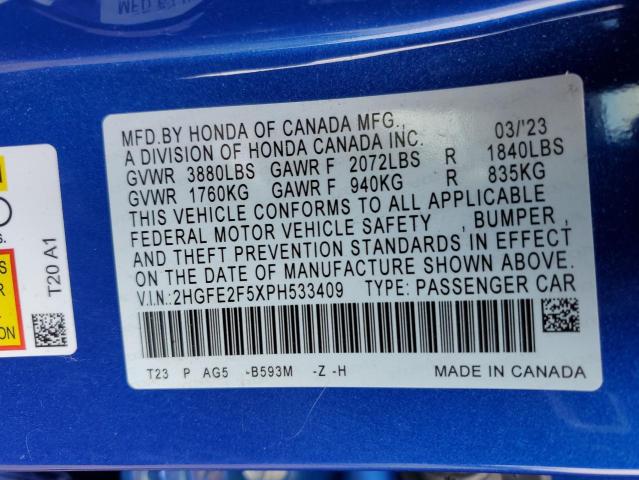 MFD.BY HONDA OF CANADA MFG., 03/'23
A DIVISION OF HONDA CANADA INC.
GVWR 3880LBS GAWR F 2072LBS R 1840LBS
GVWR 1760KG GAWR F 940KG R 835KG
THIS VEHICLE CONFORMS TO ALL APPLICABLE
FEDERAL MOTOR VEHICLE SAFETY , BUMPER ,
AND THEFT PREVENTION STANDARDS IN EFFECT
ON THE DATE OF MANUFACTURE SHOWN ABOVE.
V.I.N.:2HGFE2F5XPH533409 TYPE: PASSENGER CAR
T23 P AG5 -B593M -Z -H MADE IN CANADA
T20 A1